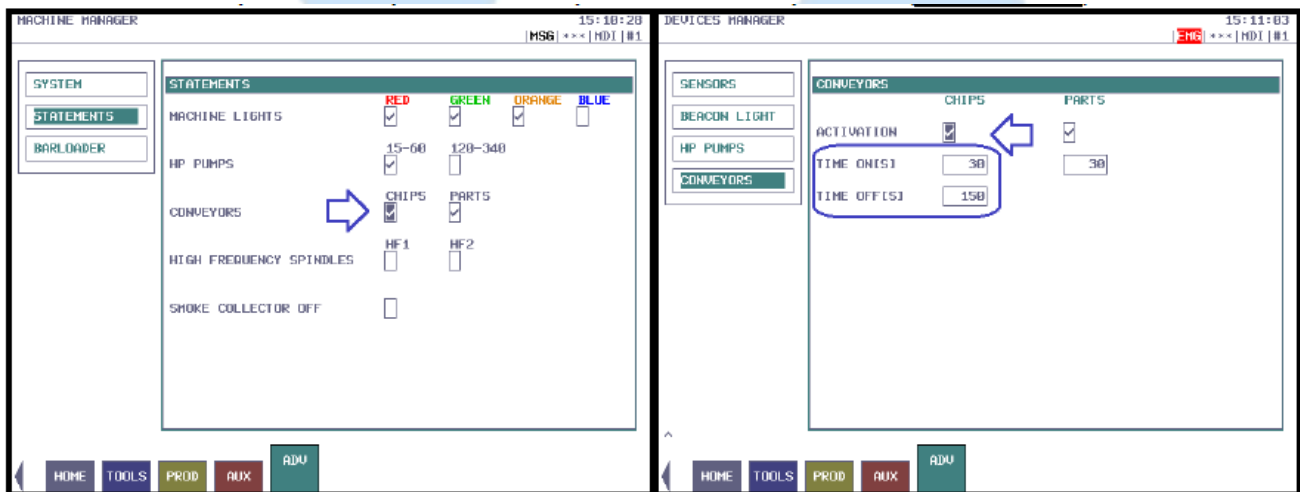 MACHINE MANAGER
15:10:28
|MSG| ***| MDI |#1
SYSTEM
STATEMENTS
BARLOADER
STATEMENTS
RED GREEN ORANGE BLUE
MACHINE LIGHTS
15-60 120-340
HP PUMPS
CHIPS PARTS
CONVEYORS
HF1 HF2
HIGH FREQUENCY SPINDLES
SMOKE COLLECTOR OFF
HOME TOOLS PROD AUX ADV
DEVICES MANAGER
15:11:03
|EMG| ***| MDI |#1
SENSORS
BEACON LIGHT
HP PUMPS
CONVEYORS
CONVEYORS
CHIPS PARTS
ACTIVATION
TIME ON[S] 30 30
TIME OFF[S] 150
HOME TOOLS PROD AUX ADV